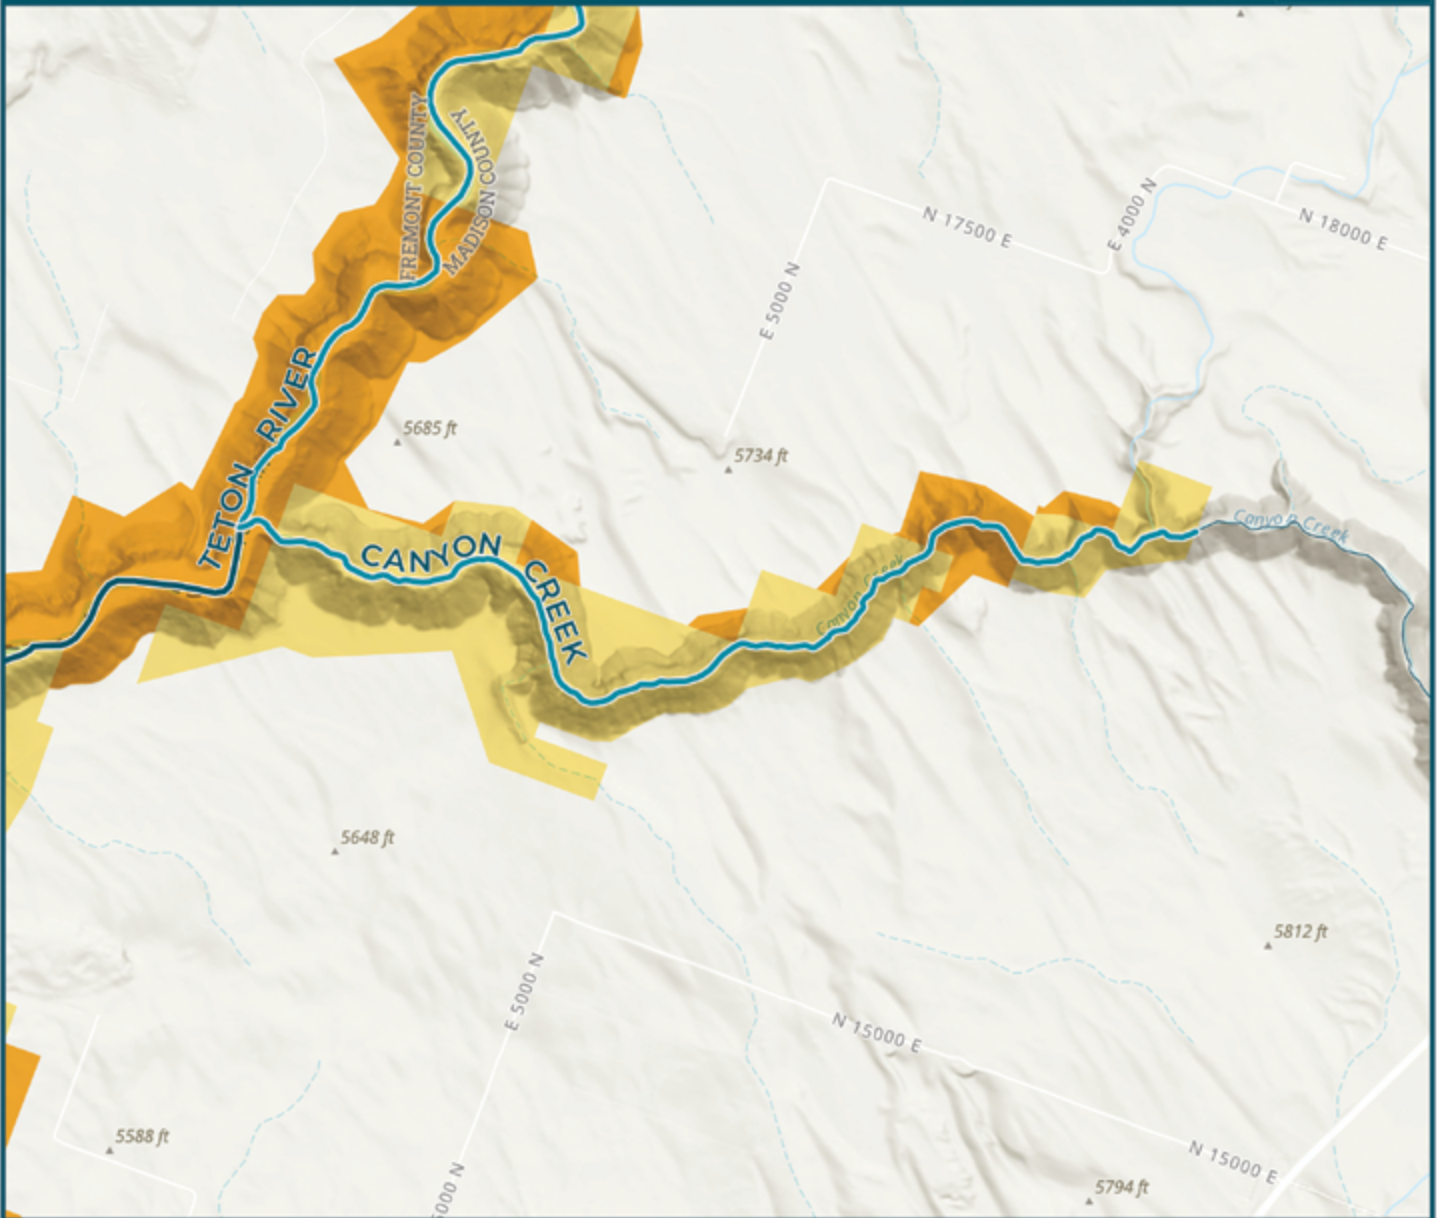 FREMONT COUNTY
MADISON COUNTY
N 17500 E
E 4000 N
N 18000 E
E 5000 N
TETON RIVER
5685 ft
5734 ft
CANYON CREEK
Canyon Creek
Canyon Creek
5648 ft
5812 ft
E 5000 N
N 15000 E
5588 ft
000 N
N 15000 E
5794 ft